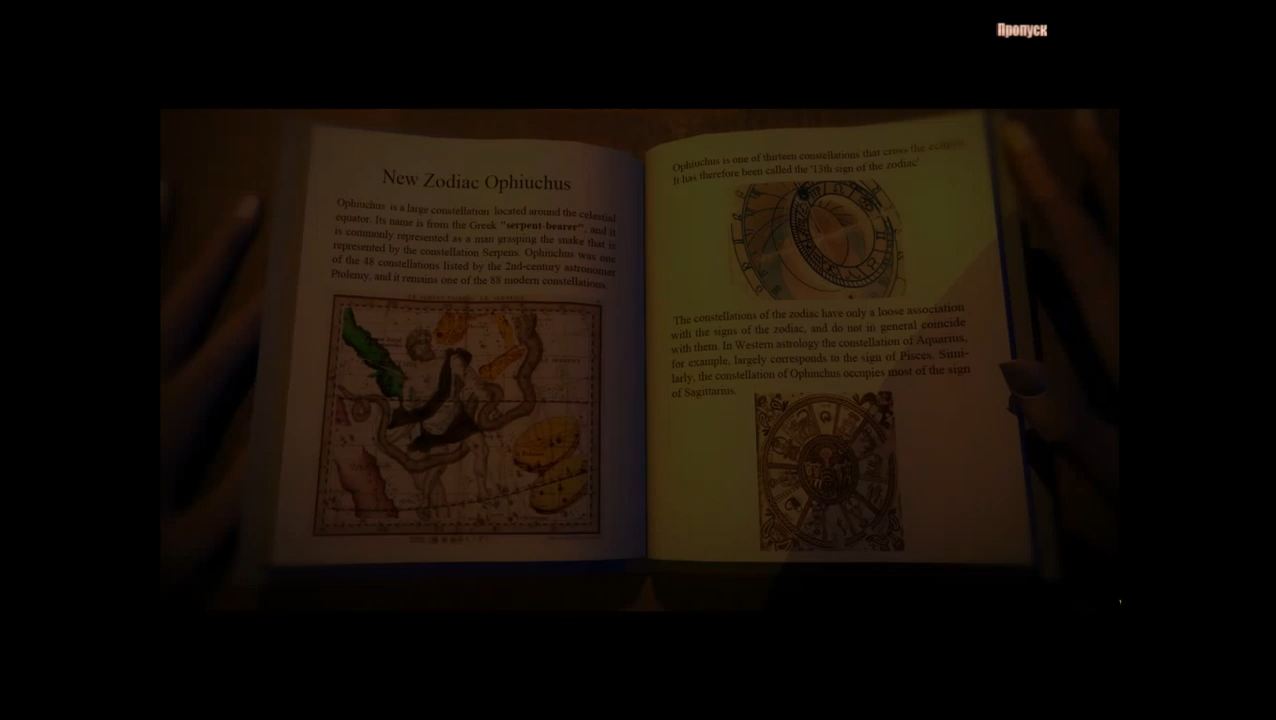 Пропуск
New Zodiac Ophiuchus
Ophiuchus is a large constellation located around the celestial
equator. Its name is from the Greek "serpent-bearer", and it
is commonly represented as a man grasping the snake that is
represented by the constellation Serpens. Ophiuchus was one
of the 48 constellations listed by the 2nd-century astronomer
Ptolemy, and it remains one of the 88 modern constellations.
Ophiuchus is one of thirteen constellations that cross the ecliptic
It has therefore been called the '13th sign of the zodiac'
The constellations of the zodiac have only a loose association
with the signs of the zodiac, and do not in general coincide
with them. In Western astrology the constellation of Aquarius,
for example, largely corresponds to the sign of Pisces. Simi-
larly, the constellation of Ophiuchus occupies most of the sign
of Sagittarius.